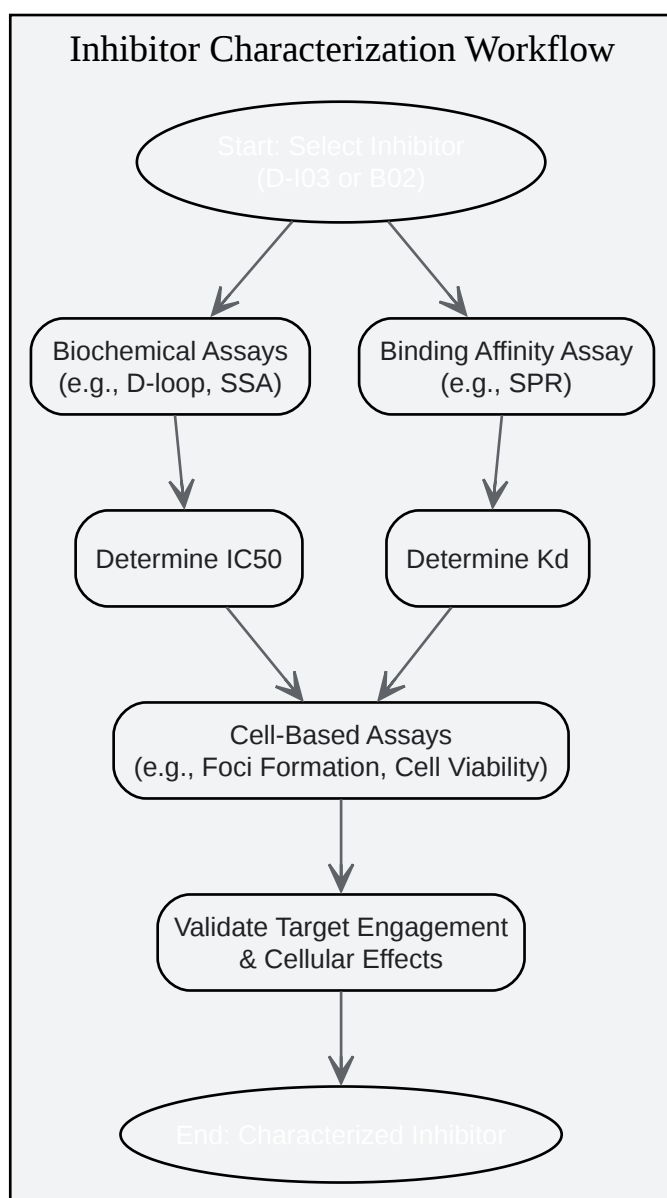 Inhibitor Characterization Workflow
Start: Select Inhibitor
(D-I03 or B02)
Biochemical Assays
(e.g., D-loop, SSA)
Binding Affinity Assay
(e.g., SPR)
Determine IC50
Determine Kd
Cell-Based Assays
(e.g., Foci Formation, Cell Viability)
Validate Target Engagement
& Cellular Effects
End: Characterized Inhibitor